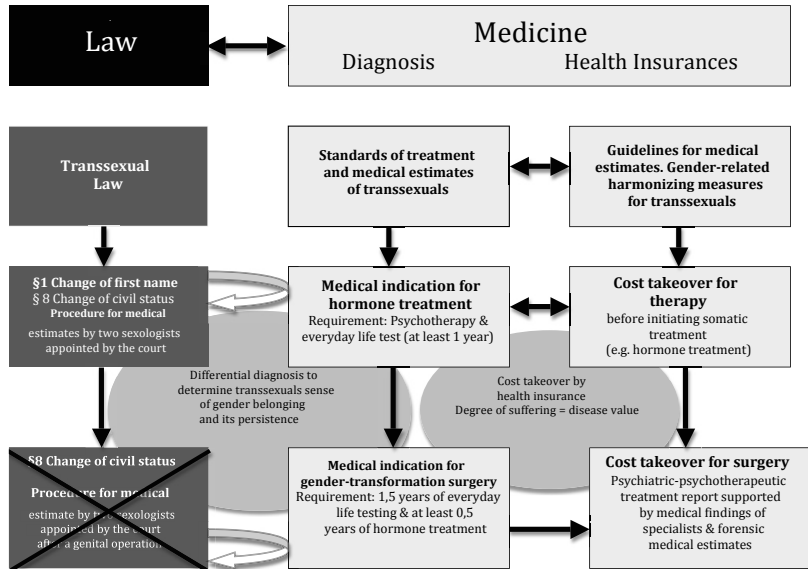 Law
Medicine
Diagnosis
Health Insurances
Transsexual
Law
Standards of treatment
and medical estimates
of transsexuals
Guidelines for medical
estimates. Gender-related
harmonizing measures
for transsexuals
§1 Change of first name
§ 8 Change of civil status
Procedure for medical
estimates by two sexologists
appointed by the court
Medical indication for
hormone treatment
Requirement: Psychotherapy &
everyday life test (at least 1 year)
Cost takeover for
therapy
before initiating somatic
treatment
(e.g. hormone treatment)
Differential diagnosis to
determine transsexuals sense
of gender belonging
and its persistence
Cost takeover by
health insurance
Degree of suffering = disease value
§8 Change of civil status
Procedure for medical
estimate by two sexologists
appointed by the court
after a genital operation
Medical indication for
gender-transformation surgery
Requirement: 1,5 years of everyday
life testing & at least 0,5
years of hormone treatment
Cost takeover for surgery
Psychiatric-psychotherapeutic
treatment report supported
by medical findings of
specialists & forensic
medical estimates